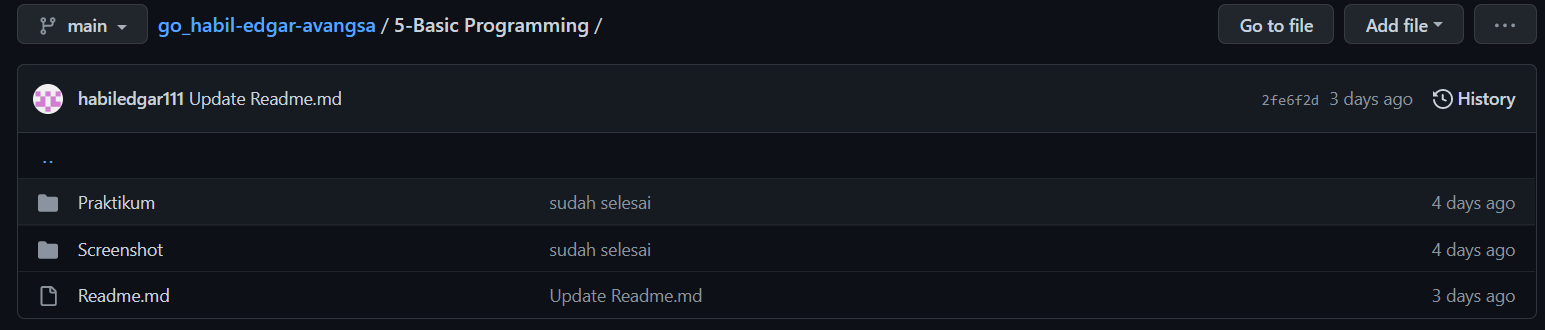 main go_habil-edgar-avangsa / 5-Basic Programming / Go to file Add file ...
habiledgar111 Update Readme.md 2fe6f2d 3 days ago History
..
Praktikum sudah selesai 4 days ago
Screenshot sudah selesai 4 days ago
Readme.md Update Readme.md 3 days ago